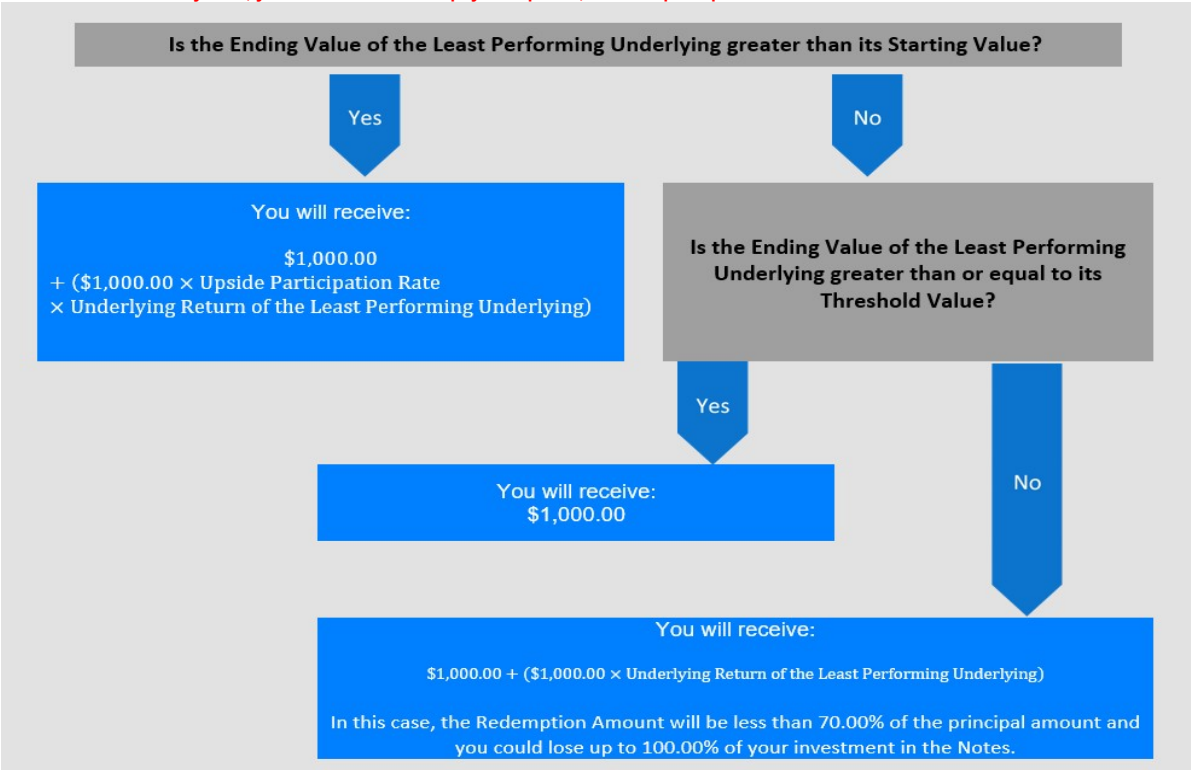 Is the Ending Value of the Least Performing Underlying greater than its Starting Value?
Yes
No
You will receive:
$1,000.00
+ ($1,000.00 × Upside Participation Rate
× Underlying Return of the Least Performing Underlying)
Is the Ending Value of the Least Performing
Underlying greater than or equal to its
Threshold Value?
Yes
No
You will receive:
$1,000.00
You will receive:
$1,000.00 + ($1,000.00 × Underlying Return of the Least Performing Underlying)
In this case, the Redemption Amount will be less than 70.00% of the principal amount and
you could lose up to 100.00% of your investment in the Notes.